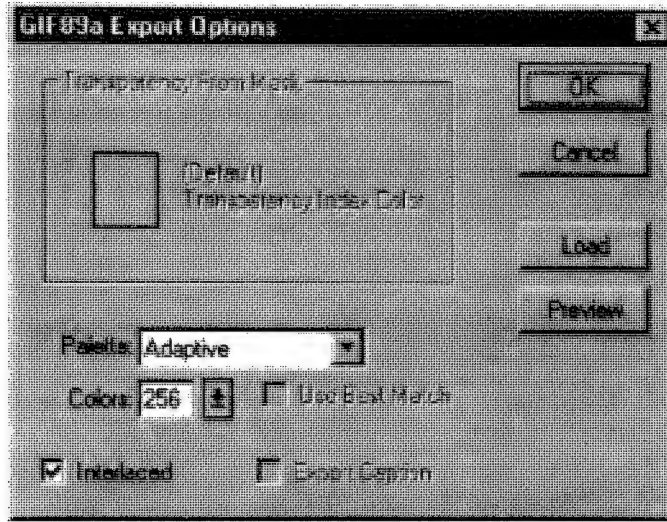 GIF89a Export Options
Transparency From Mask
OK
(Default)
Transparency Index Color
Cancel
Load
Preview
Palette: Adaptive
Colors: 256
Use Best Match
Interlaced
Export Caption